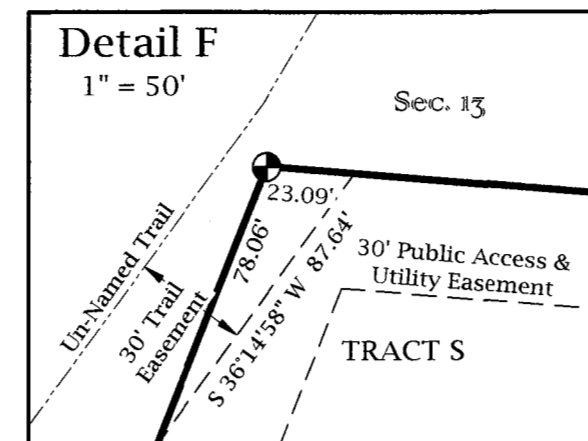 Detail F
1" = 50'
Sec. 13
23.09'
78.06'
S 36°14'58" W 87.64'
Un-Named Trail
30' Trail
Easement
30' Public Access &
Utility Easement
TRACT S